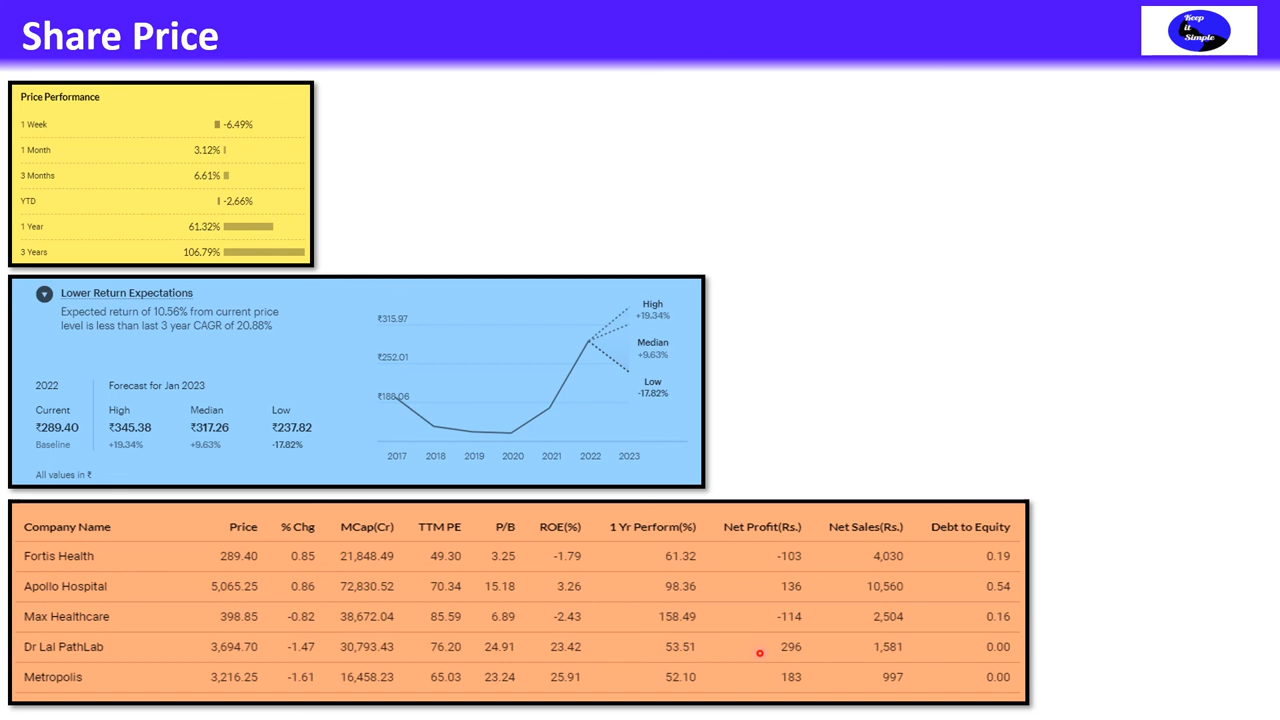 Share Price
Keep
it
Simple
Price Performance
1 Week -6.49%
1 Month 3.12%
3 Months 6.61%
YTD -2.66%
1 Year 61.32%
3 Years 106.79%
Lower Return Expectations
Expected return of 10.56% from current price
level is less than last 3 year CAGR of 20.88%
2022 Forecast for Jan 2023
Current High Median Low
₹289.40 ₹345.38 ₹317.26 ₹237.82
Baseline +19.34% +9.63% -17.82%
All values in ₹
₹315.97
₹252.01
₹188.06
High
+19.34%
Median
+9.63%
Low
-17.82%
2017 2018 2019 2020 2021 2022 2023
Company Name Price % Chg MCap(Cr) TTM PE P/B ROE(%) 1 Yr Perform(%) Net Profit(Rs.) Net Sales(Rs.) Debt to Equity
Fortis Health 289.40 0.85 21,848.49 49.30 3.25 -1.79 61.32 -103 4,030 0.19
Apollo Hospital 5,065.25 0.86 72,830.52 70.34 15.18 3.26 98.36 136 10,560 0.54
Max Healthcare 398.85 -0.82 38,672.04 85.59 6.89 -2.43 158.49 -114 2,504 0.16
Dr Lal PathLab 3,694.70 -1.47 30,793.43 76.20 24.91 23.42 53.51 296 1,581 0.00
Metropolis 3,216.25 -1.61 16,458.23 65.03 23.24 25.91 52.10 183 997 0.00